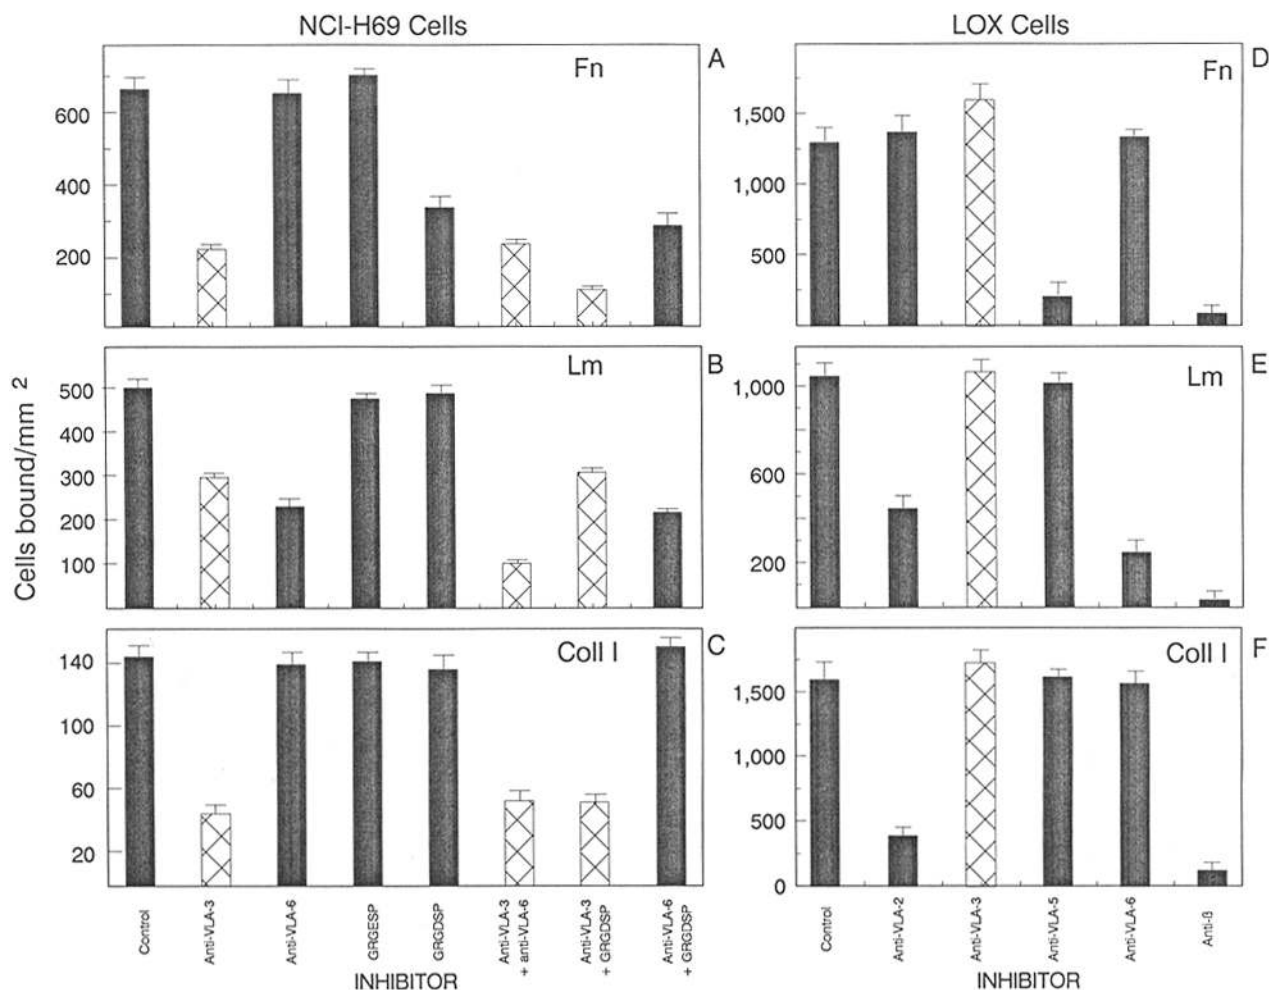 NCI-H69 Cells
LOX Cells
Cells bound/mm 2
A
Fn
600
400
200
B
Lm
500
400
300
200
100
C
Coll I
140
100
60
20
Control
Anti-VLA-3
Anti-VLA-6
GRGESP
GRGDSP
Anti-VLA-3
+ anti-VLA-6
Anti-VLA-3
+ GRGDSP
Anti-VLA-6
+ GRGDSP
INHIBITOR
D
Fn
1,500
1,000
500
E
Lm
1,000
600
200
F
Coll I
1,500
1,000
500
0
Control
Anti-VLA-2
Anti-VLA-3
Anti-VLA-5
Anti-VLA-6
Anti-ß
INHIBITOR